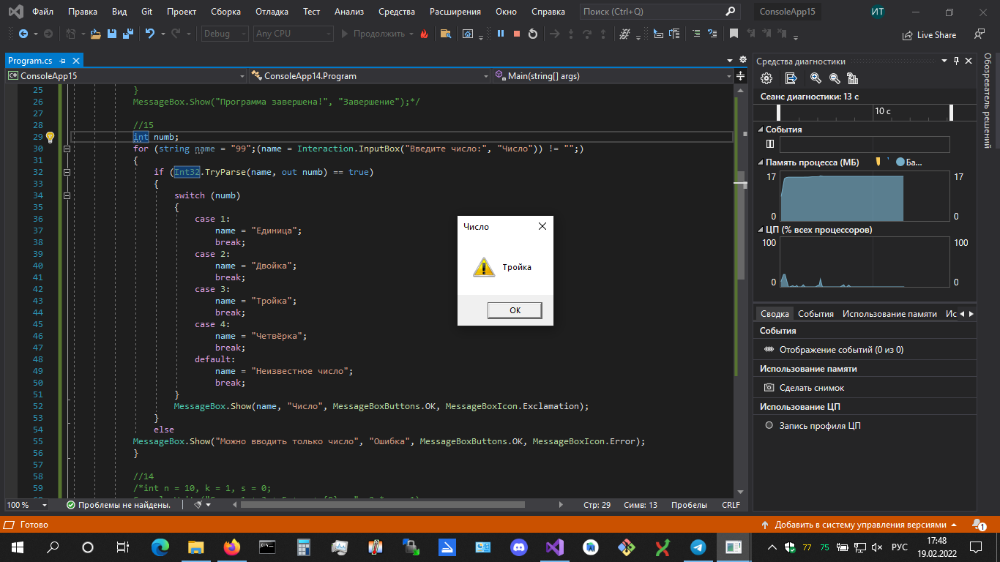 Файл Правка Вид Git Проект Сборка Отладка Тест Анализ Средства Расширения Окно Справка Поиск (Ctrl+Q) ConsoleApp15 ИТ
Debug Any CPU Продолжить Live Share
Program.cs
ConsoleApp15 ConsoleApp14.Program Main(string[] args)
25 }
26 MessageBox.Show("Программа завершена!", "Завершение");*/
27
28 //15
29 int numb;
30 for (string name = "99";(name = Interaction.InputBox("Введите число:", "Число")) != "";)
31 {
32 if (Int32.TryParse(name, out numb) == true)
33 {
34 switch (numb)
35 {
36 case 1:
37 name = "Единица";
38 break;
39 case 2:
40 name = "Двойка";
41 break;
42 case 3:
43 name = "Тройка";
44 break;
45 case 4:
46 name = "Четвёрка";
47 break;
48 default:
49 name = "Неизвестное число";
50 break;
51 }
52 MessageBox.Show(name, "Число", MessageBoxButtons.OK, MessageBoxIcon.Exclamation);
53 }
54 else
55 MessageBox.Show("Можно вводить только число", "Ошибка", MessageBoxButtons.OK, MessageBoxIcon.Error);
56 }
57
58 //14
59 /*int n = 10, k = 1, s = 0;
Число
Тройка
OK
Средства диагностики
Сеанс диагностики: 13 с
10 с
События
Память процесса (МБ) Ба...
17 17
0 0
ЦП (% всех процессоров)
100 100
0 0
Сводка События Использование памяти Ис
События
Отображение событий (0 из 0)
Использование памяти
Сделать снимок
Использование ЦП
Запись профиля ЦП
Обозреватель решений
100 % Проблемы не найдены. Стр: 29 Симв: 13 Пробелы CRLF
Готово Добавить в систему управления версиями 1
77 75 РУС 17:48
19.02.2022